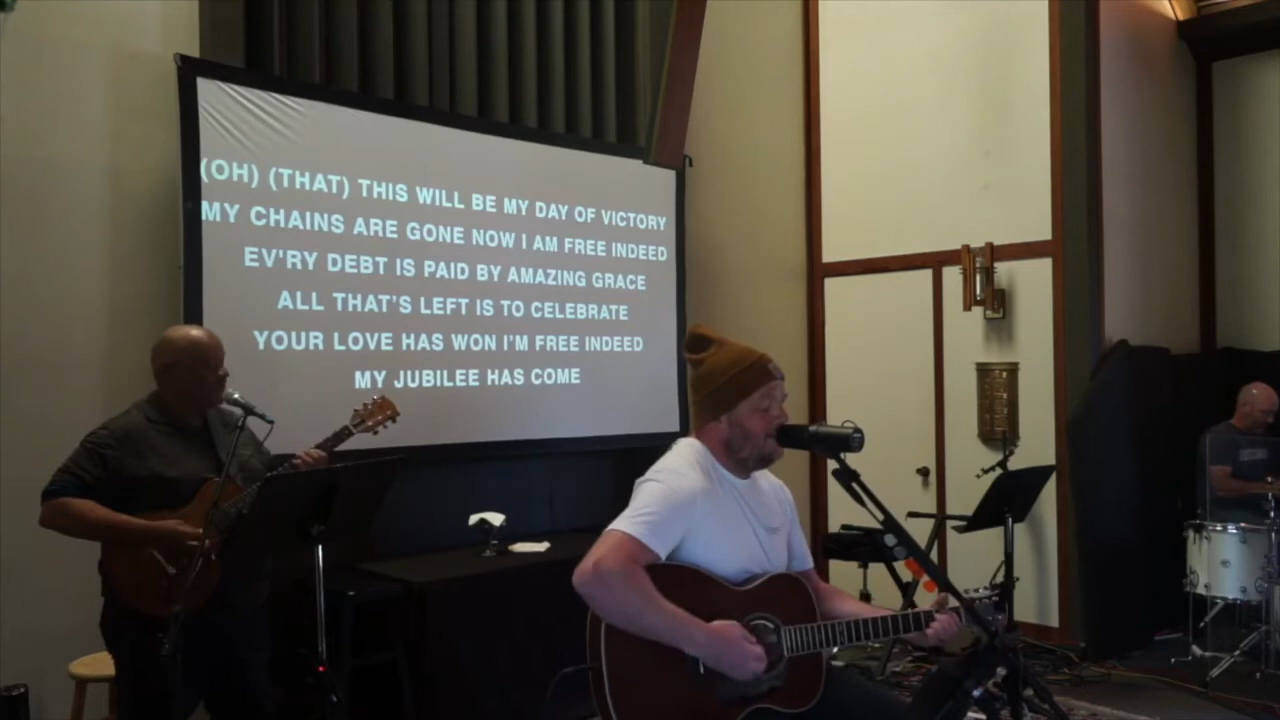 (OH) (THAT) THIS WILL BE MY DAY OF VICTORY
MY CHAINS ARE GONE NOW I AM FREE INDEED
EV'RY DEBT IS PAID BY AMAZING GRACE
ALL THAT'S LEFT IS TO CELEBRATE
YOUR LOVE HAS WON I'M FREE INDEED
MY JUBILEE HAS COME